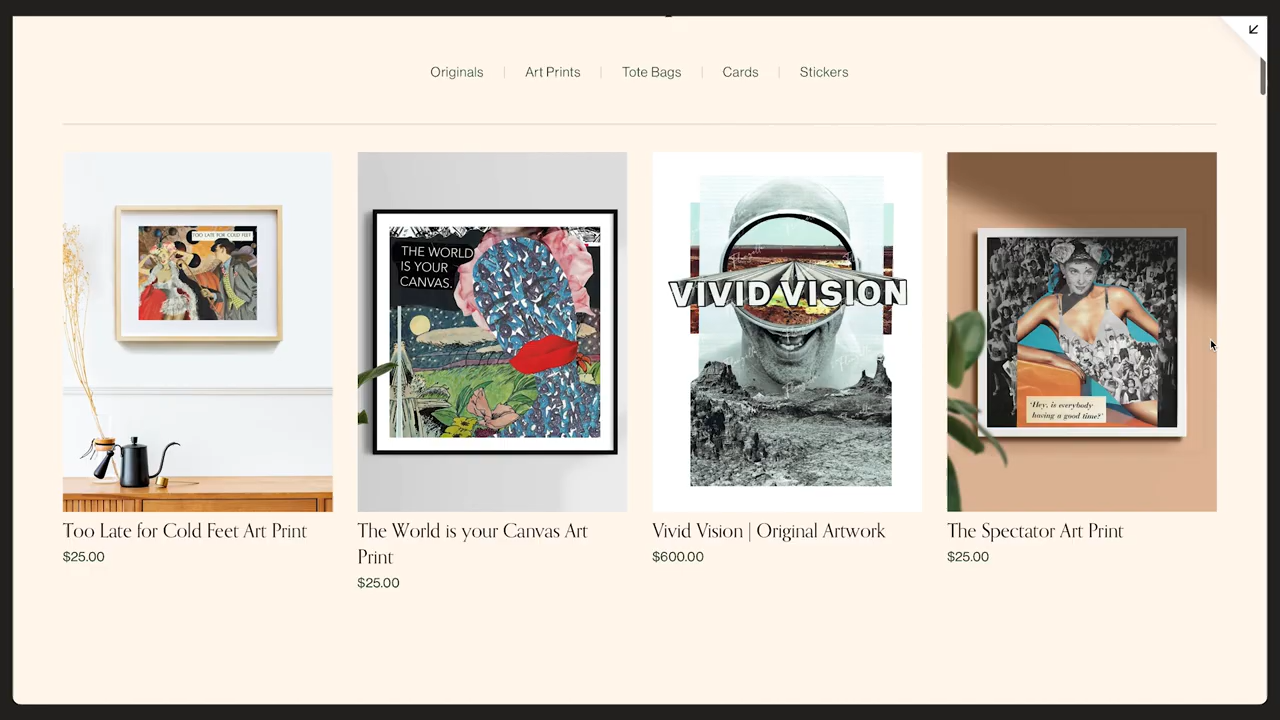 Originals
Art Prints
Tote Bags
Cards
Stickers
TOO LATE FOR COLD FEET
THE WORLD
IS YOUR
CANVAS.
VIVID VISION
"Hey, is everybody
having a good time?"
Too Late for Cold Feet Art Print
$25.00
The World is your Canvas Art
Print
$25.00
Vivid Vision | Original Artwork
$600.00
The Spectator Art Print
$25.00